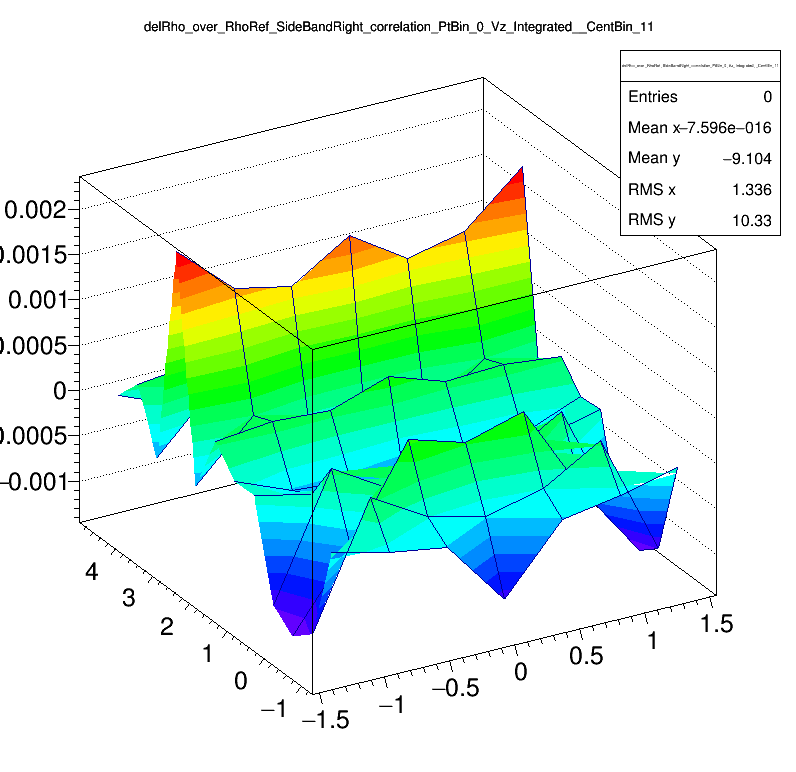 delRho_over_RhoRef_SideBandRight_correlation_PtBin_0_Vz_Integrated__CentBin_11
delRho_over_RhoRef_SideBandRight_correlation_PtBin_0_Vz_Integrated__CentBin_11
Entries 0
Mean x−7.596e−016
Mean y −9.104
RMS x 1.336
RMS y 10.33
0.002
0.0015
0.001
0.0005
0
0.0005
−0.001
4
3
2
1
0
−1
−1.5
−1
−0.5
0
0.5
1
1.5